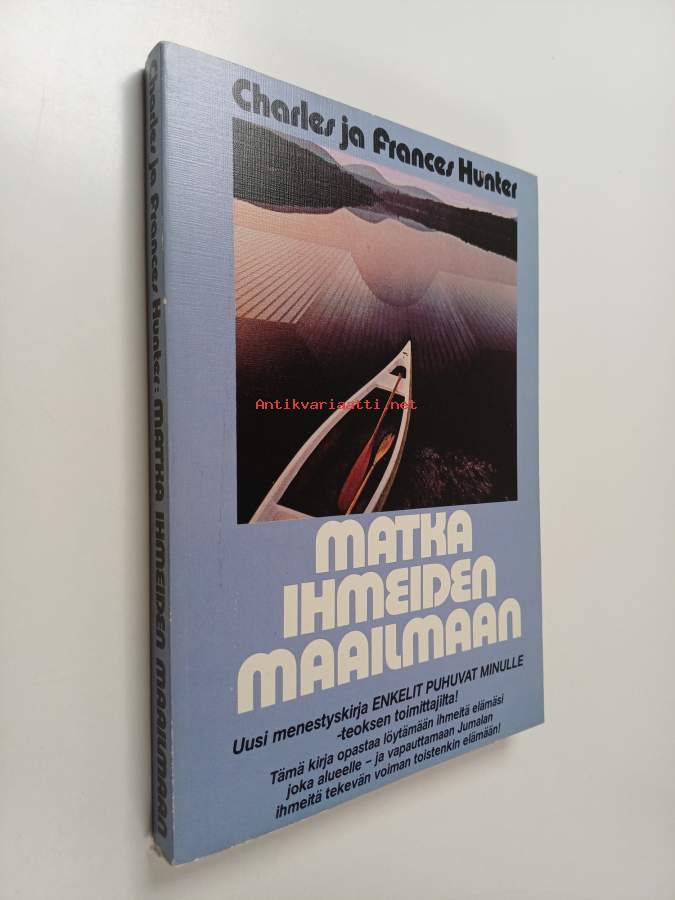 Charles ja Frances Hunter
Antikvariaatti.net
MATKA
IHMEIDEN
MAAILMAAN
Uusi menestyskirja ENKELIT PUHUVAT MINULLE
-teoksen toimittajilta!
Tämä kirja opastaa löytämään ihmeitä elämäsi
joka alueelle – ja vapauttamaan Jumalan
ihmeitä tekevän voiman toistenkin elämään!
Charles ja Frances Hunter: MATKA IHMEIDEN MAAILMAAN